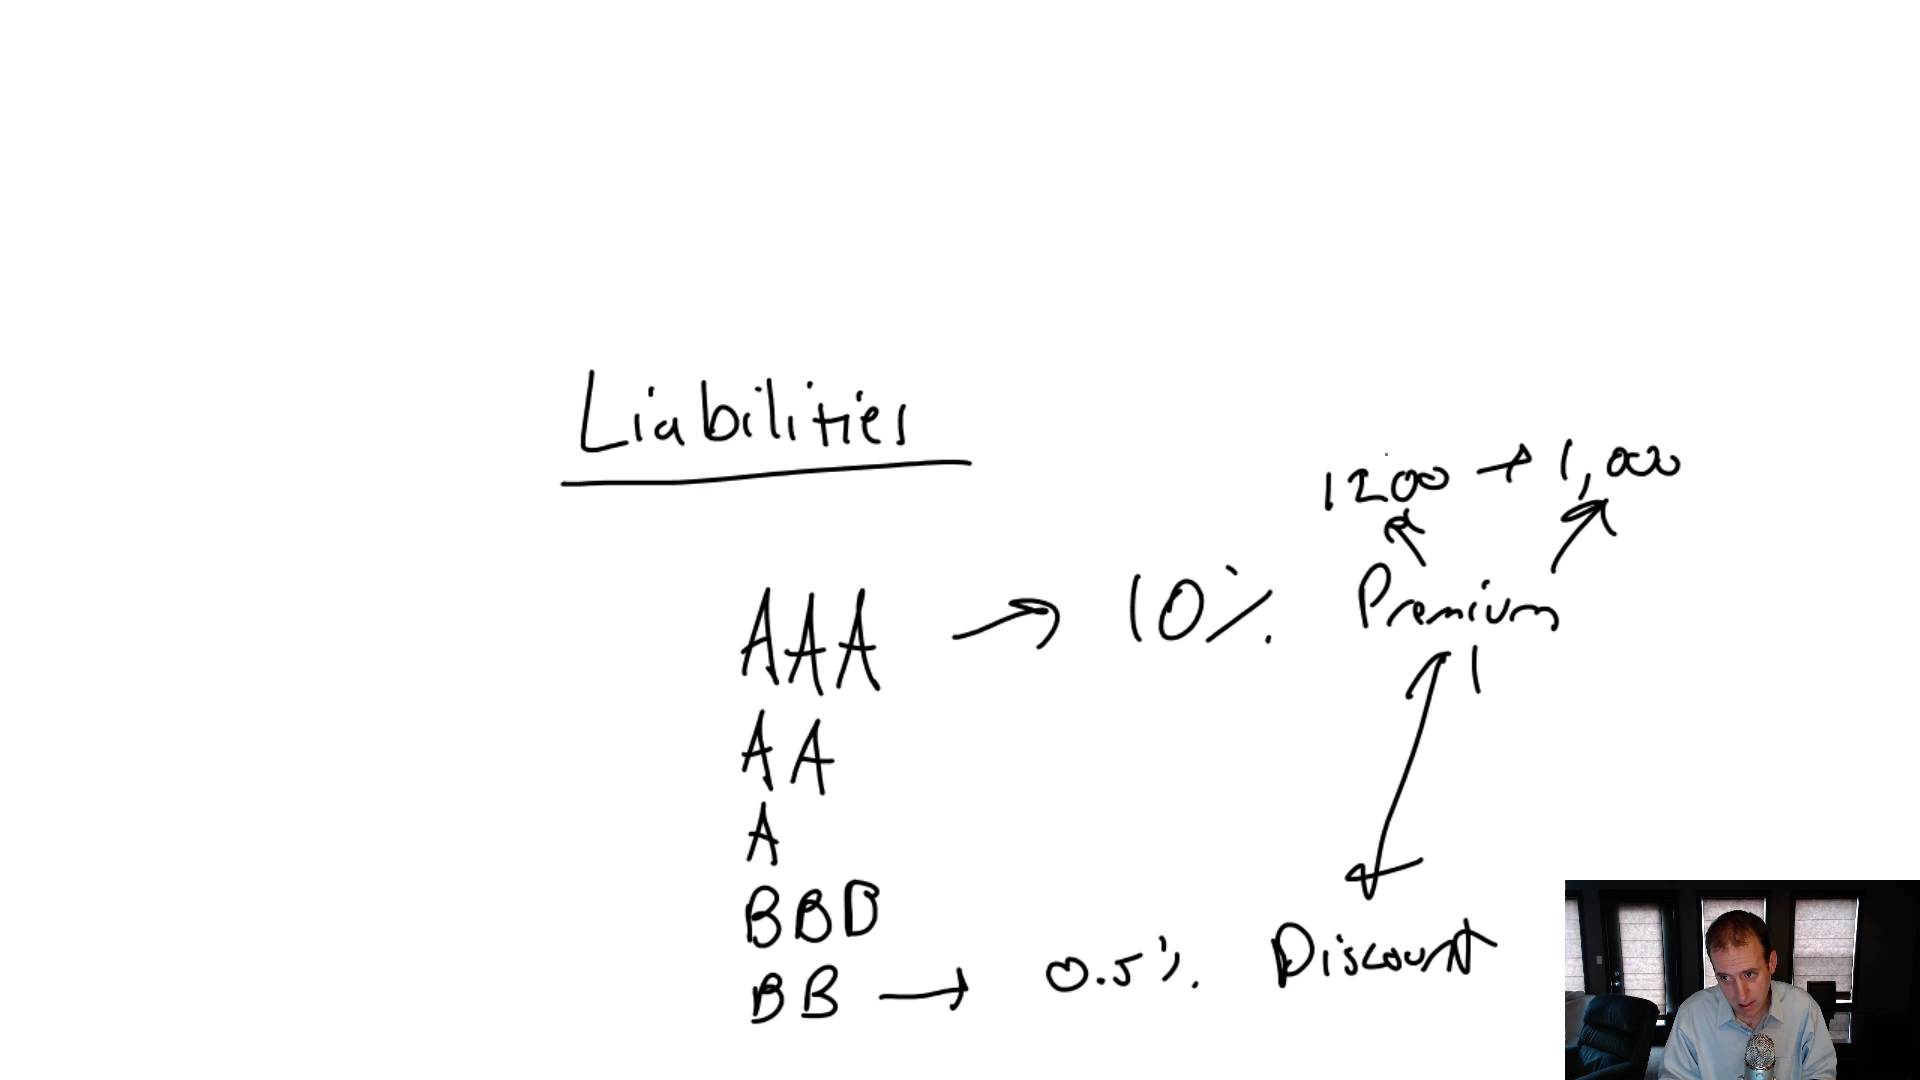 Liabilities
1200 → 1,000
AAA → 10% Premium
AA
A
BBB
BB → 0.5% Discount